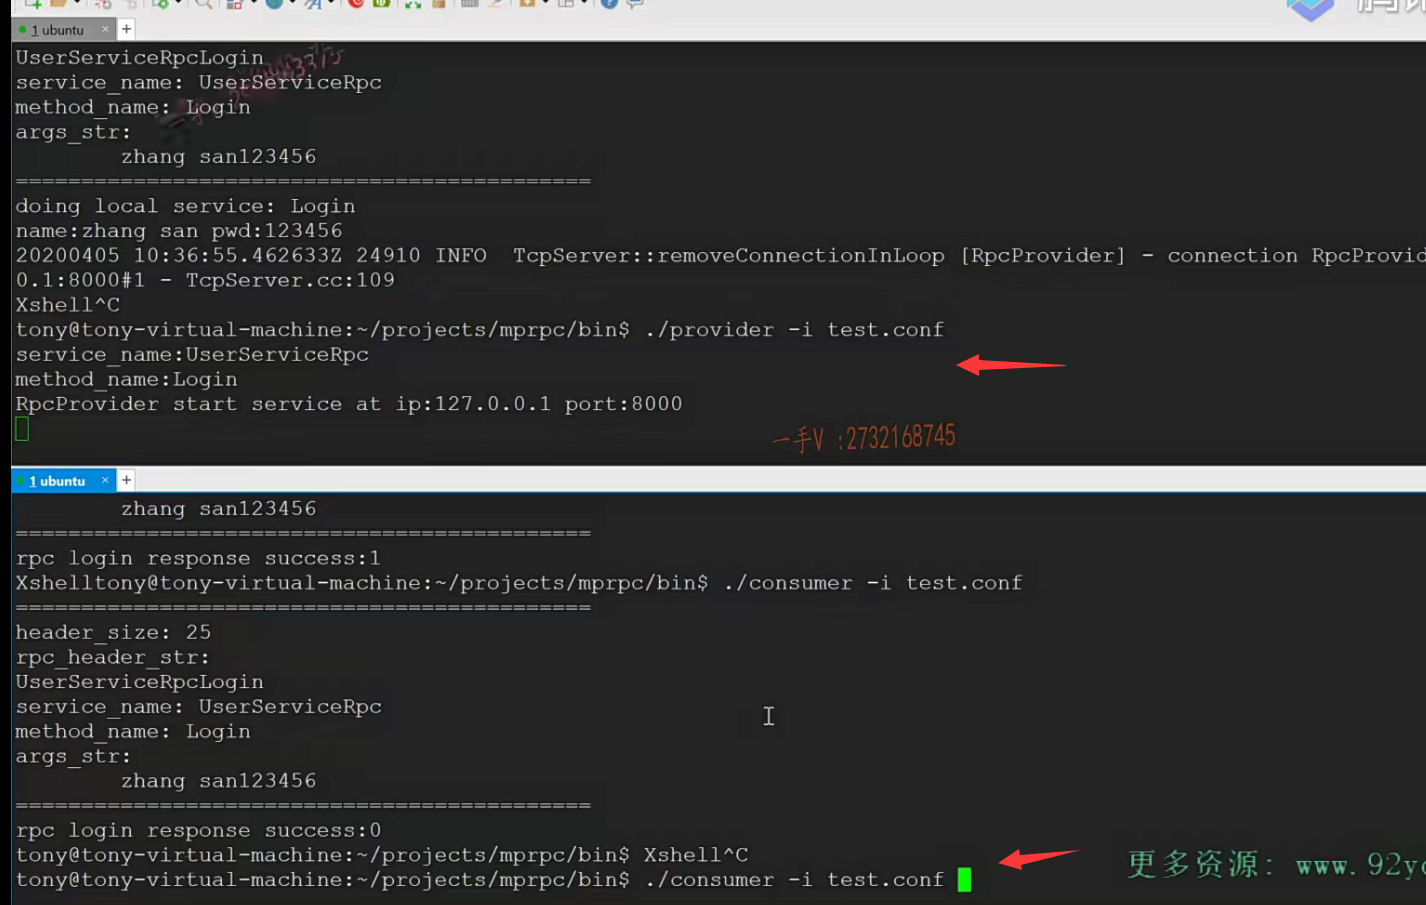 1 ubuntu × +
UserServiceRpcLogin
service_name: UserServiceRpc
method_name: Login
args_str:
zhang san123456
============================================
doing local service: Login
name:zhang san pwd:123456
20200405 10:36:55.462633Z 24910 INFO  TcpServer::removeConnectionInLoop [RpcProvider] - connection RpcProvid
0.1:8000#1 - TcpServer.cc:109
Xshell^C
tony@tony-virtual-machine:~/projects/mprpc/bin$ ./provider -i test.conf
service_name:UserServiceRpc
method_name:Login
RpcProvider start service at ip:127.0.0.1 port:8000
一手V :2732168745
1 ubuntu × +
zhang san123456
============================================
rpc login response success:1
Xshelltony@tony-virtual-machine:~/projects/mprpc/bin$ ./consumer -i test.conf
============================================
header_size: 25
rpc_header_str:
UserServiceRpcLogin
service_name: UserServiceRpc
method_name: Login
args_str:
zhang san123456
============================================
rpc login response success:0
tony@tony-virtual-machine:~/projects/mprpc/bin$ Xshell^C
tony@tony-virtual-machine:~/projects/mprpc/bin$ ./consumer -i test.conf
更多资源: www.92y